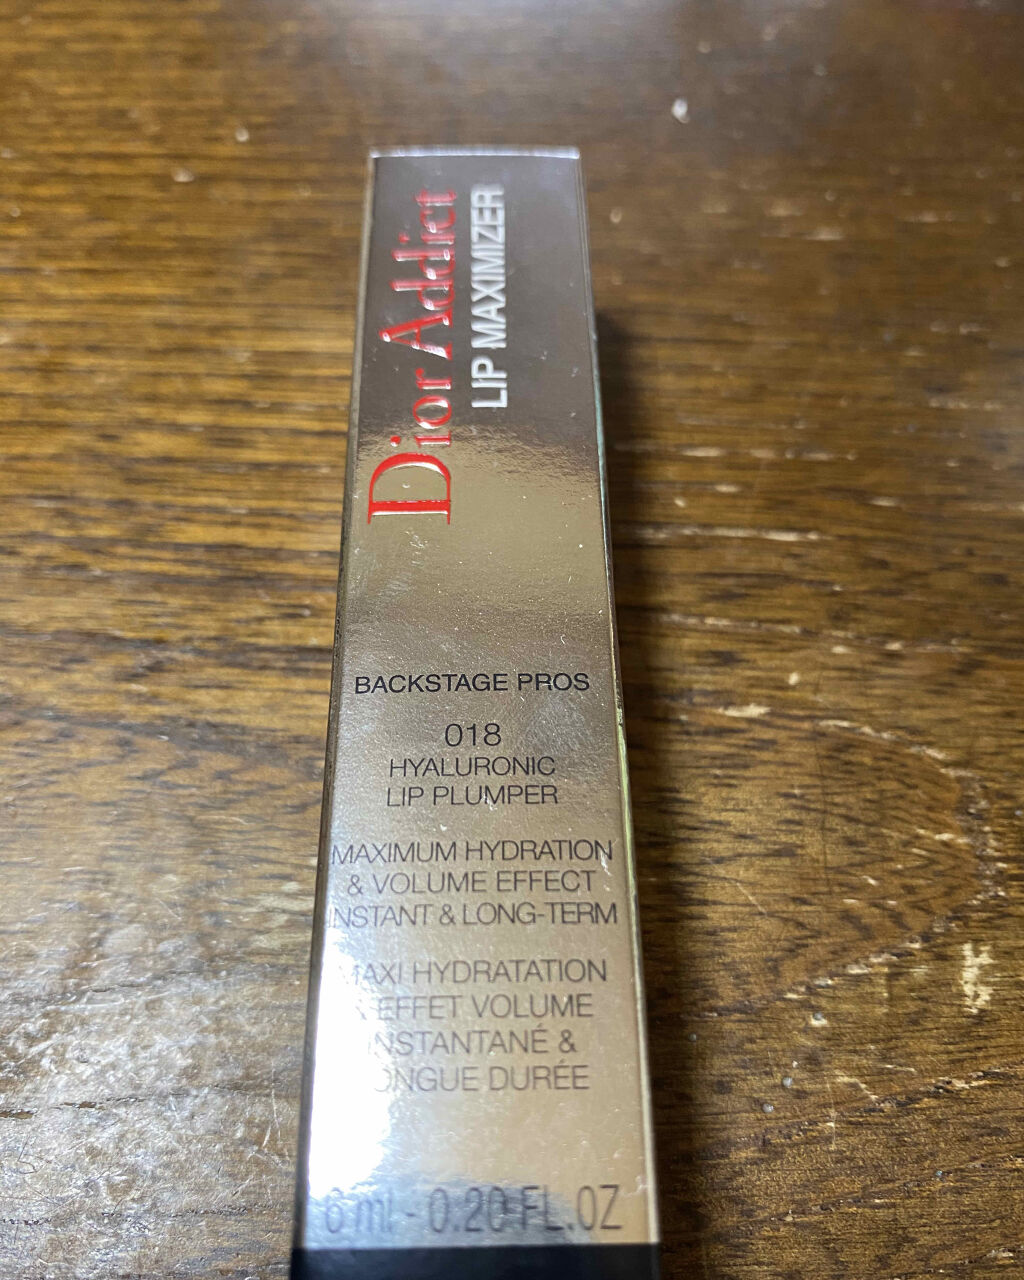 Dior Addict
LIP MAXIMIZER
BACKSTAGE PROS
018
HYALURONIC
LIP PLUMPER
MAXIMUM HYDRATION
& VOLUME EFFECT
INSTANT & LONG-TERM
MAXI HYDRATATION
EFFET VOLUME
INSTANTANÉ &
LONGUE DURÉE
6 ml - 0.20 FL.OZ